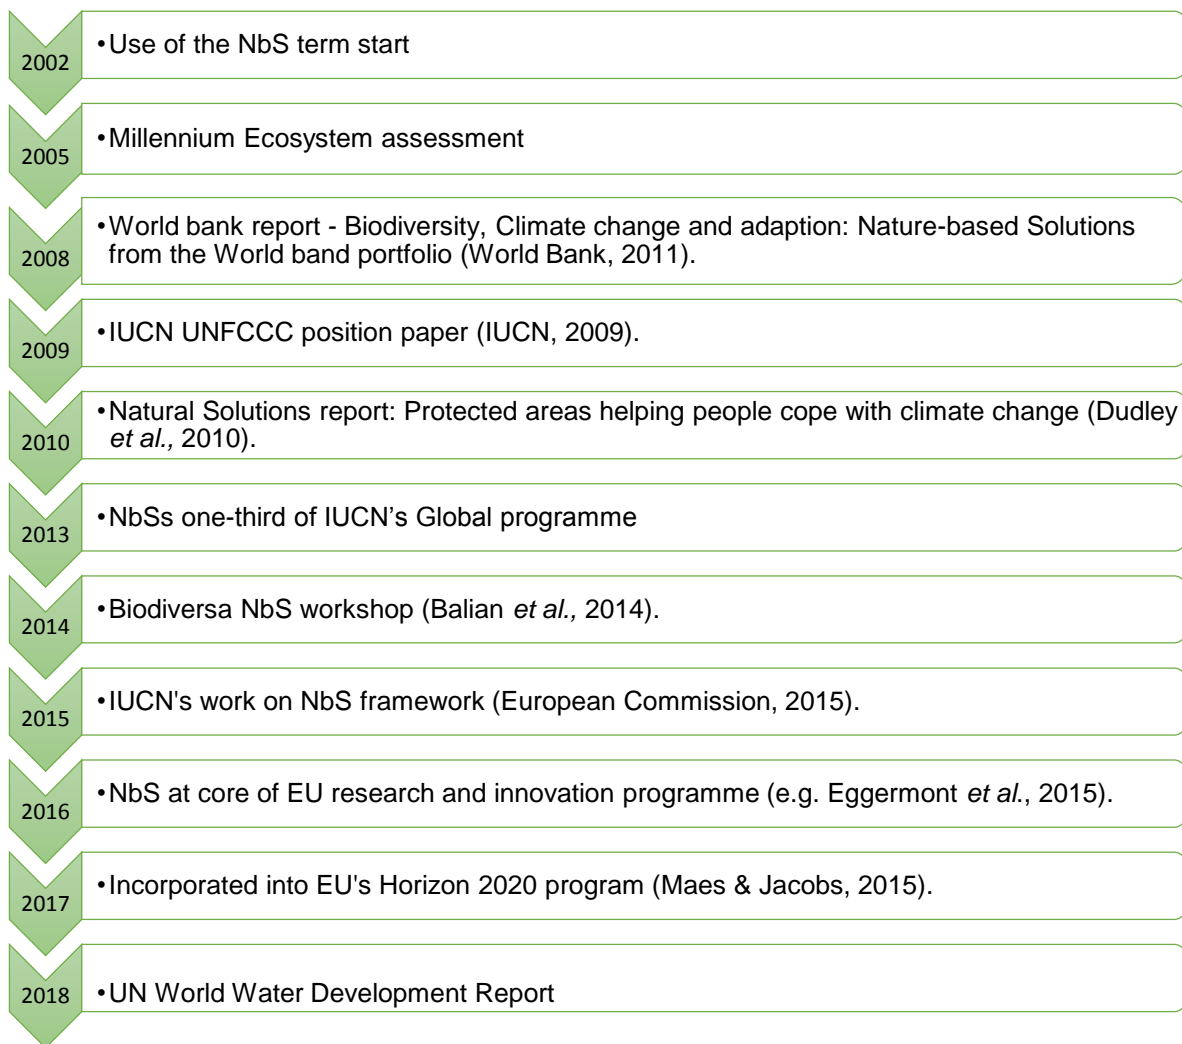 2002
•Use of the NbS term start
2005
•Millennium Ecosystem assessment
2008
•World bank report - Biodiversity, Climate change and adaption: Nature-based Solutions
from the World band portfolio (World Bank, 2011).
2009
•IUCN UNFCCC position paper (IUCN, 2009).
2010
•Natural Solutions report: Protected areas helping people cope with climate change (Dudley
et al., 2010).
2013
•NbSs one-third of IUCN’s Global programme
2014
•Biodiversa NbS workshop (Balian et al., 2014).
2015
•IUCN's work on NbS framework (European Commission, 2015).
2016
•NbS at core of EU research and innovation programme (e.g. Eggermont et al., 2015).
2017
•Incorporated into EU's Horizon 2020 program (Maes & Jacobs, 2015).
2018
•UN World Water Development Report